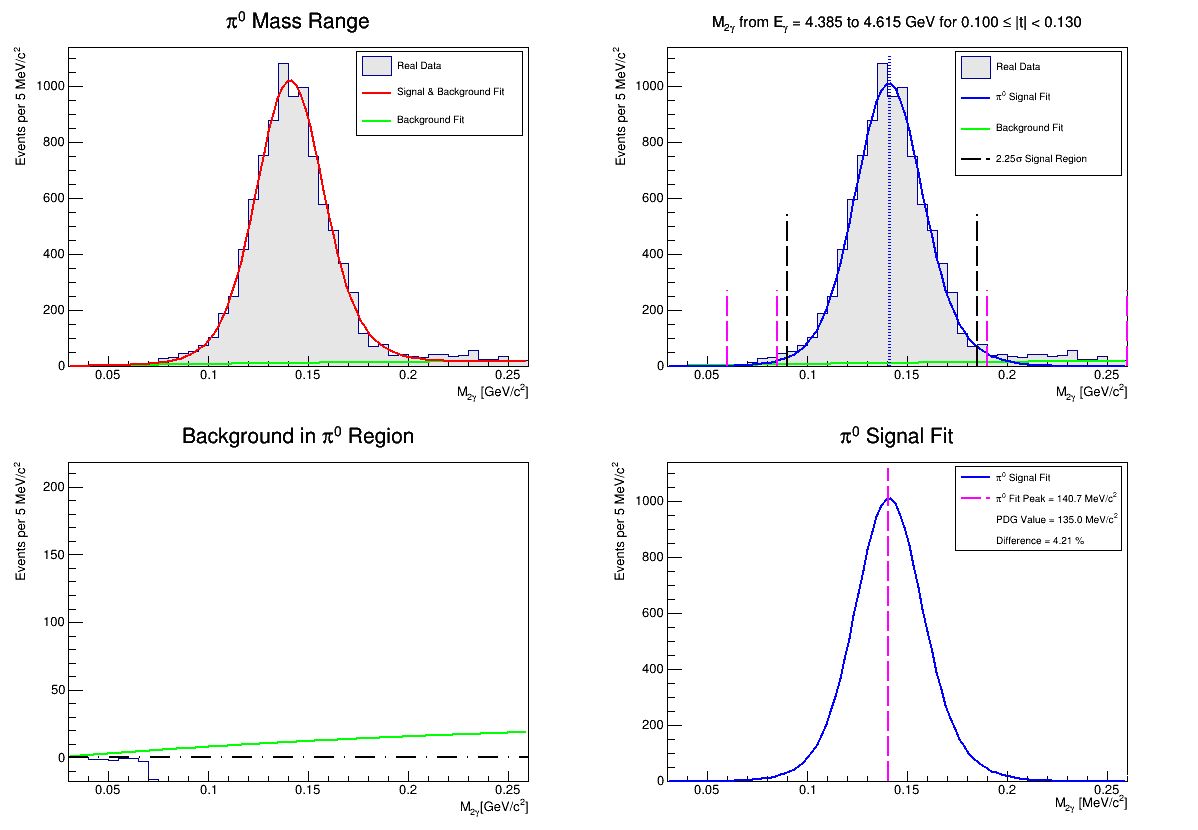 π⁰ Mass Range
Events per 5 MeV/c²
1000
800
600
400
200
0
Real Data
Signal & Background Fit
Background Fit
0.05
0.1
0.15
0.2
0.25
M₂γ [GeV/c²]
M₂γ from Eγ = 4.385 to 4.615 GeV for 0.100 ≤ |t| < 0.130
Events per 5 MeV/c²
1000
800
600
400
200
0
Real Data
π⁰ Signal Fit
Background Fit
2.25σ Signal Region
0.05
0.1
0.15
0.2
0.25
M₂γ [GeV/c²]
Background in π⁰ Region
Events per 5 MeV/c²
200
150
100
50
0
0.05
0.1
0.15
0.2
0.25
M₂γ[GeV/c²]
π⁰ Signal Fit
Events per 5 MeV/c²
1000
800
600
400
200
0
π⁰ Signal Fit
π⁰ Fit Peak = 140.7 MeV/c²
PDG Value = 135.0 MeV/c²
Difference = 4.21 %
0.05
0.1
0.15
0.2
0.25
M₂γ [MeV/c²]